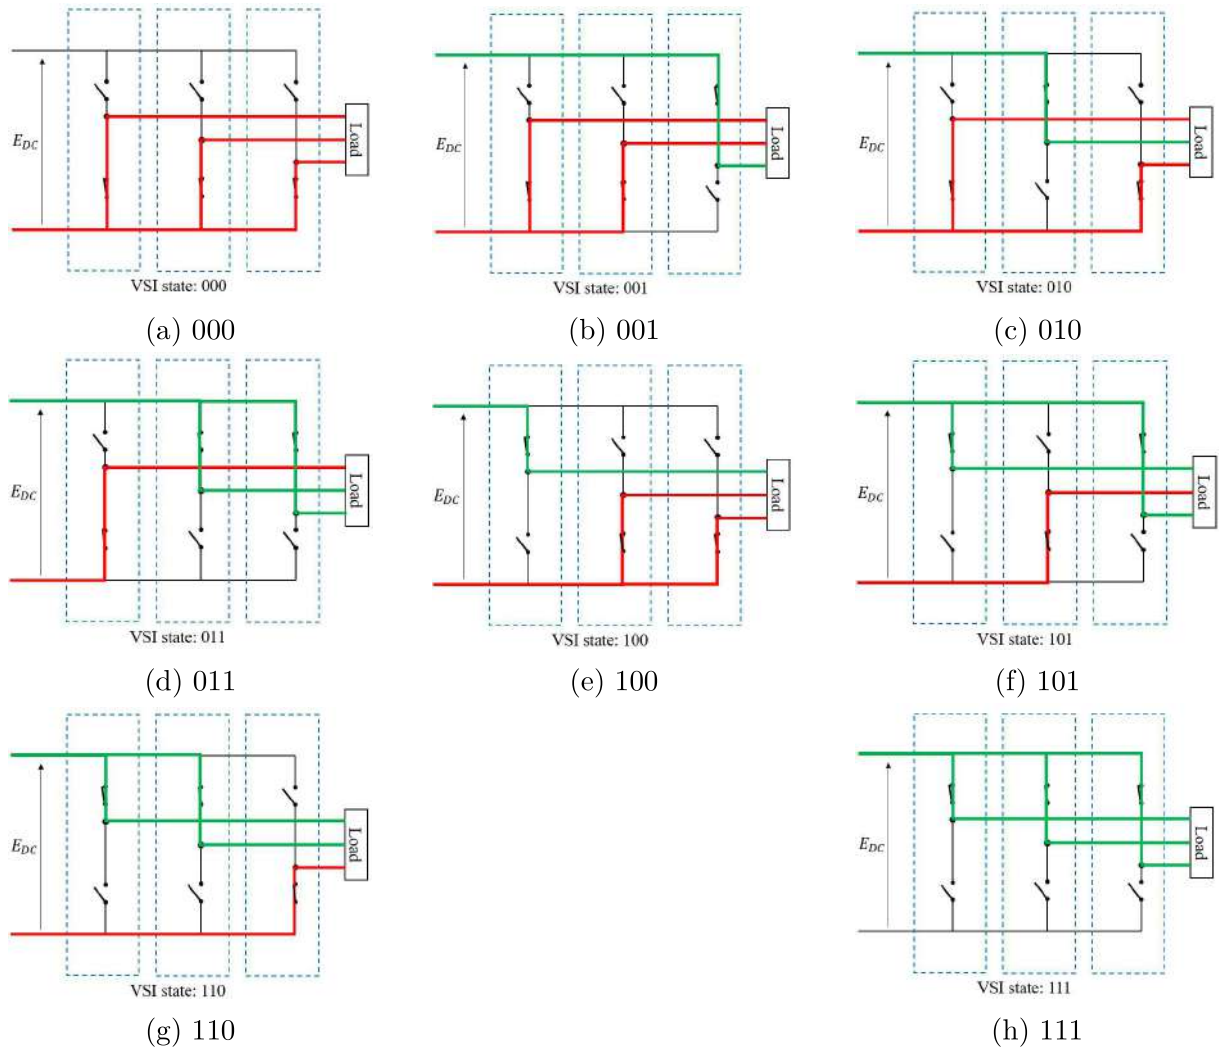 E_DC
Load
VSI state: 000
(a) 000
E_DC
Load
VSI state: 001
(b) 001
E_DC
Load
VSI state: 010
(c) 010
E_DC
Load
VSI state: 011
(d) 011
E_DC
Load
VSI state: 100
(e) 100
E_DC
Load
VSI state: 101
(f) 101
E_DC
Load
VSI state: 110
(g) 110
E_DC
Load
VSI state: 111
(h) 111